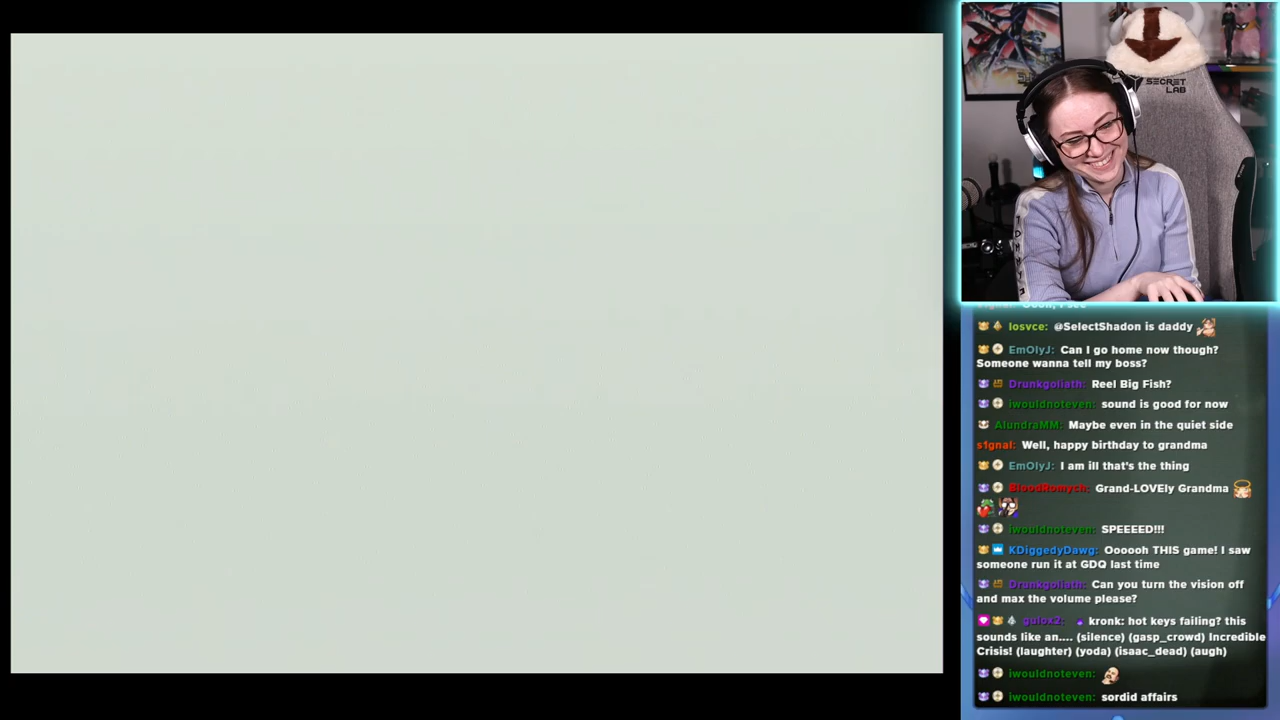 SECRET
LAB
losvce: @SelectShadon is daddy
EmOlyJ: Can I go home now though?
Someone wanna tell my boss?
Drunkgoliath: Reel Big Fish?
iwouldnoteven: sound is good for now
AlundraMM: Maybe even in the quiet side
s1gnal: Well, happy birthday to grandma
EmOlyJ: I am ill that's the thing
BloodRomych: Grand-LOVEly Grandma
iwouldnoteven: SPEEEED!!!
KDiggedyDawg: Oooooh THIS game! I saw
someone run it at GDQ last time
Drunkgoliath: Can you turn the vision off
and max the volume please?
gulox2: kronk: hot keys failing? this
sounds like an.... (silence) (gasp_crowd) Incredible
Crisis! (laughter) (yoda) (isaac_dead) (augh)
iwouldnoteven:
iwouldnoteven: sordid affairs